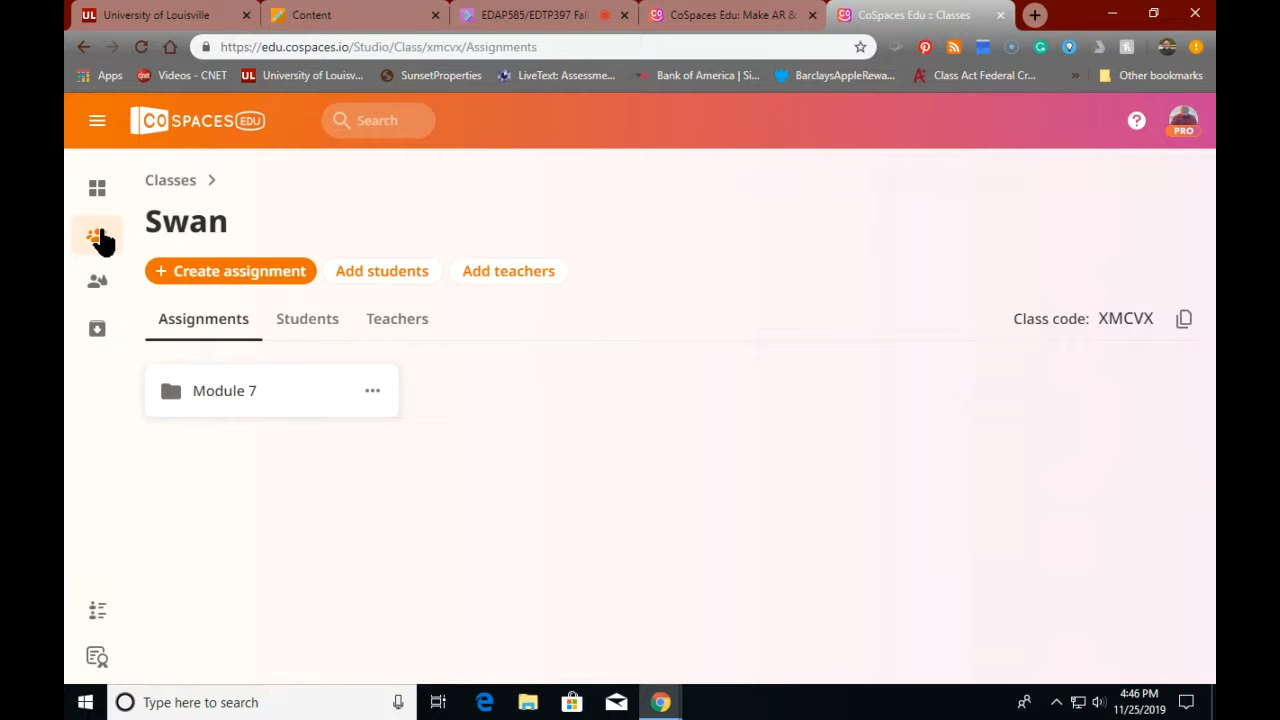 University of Louisville
Content
EDAP585/EDTP397 Fal
CoSpaces Edu: Make AR &
CoSpaces Edu :: Classes
https://edu.cospaces.io/Studio/Class/xmcvx/Assignments
Apps
Videos - CNET
University of Louisv...
SunsetProperties
LiveText: Assessme...
Bank of America | Si...
BarclaysAppleRewa...
Class Act Federal Cr...
Other bookmarks
CO SPACES EDU
Search
PRO
Classes
Swan
+ Create assignment
Add students
Add teachers
Assignments
Students
Teachers
Class code: XMCVX
Module 7
Type here to search
4:46 PM
11/25/2019